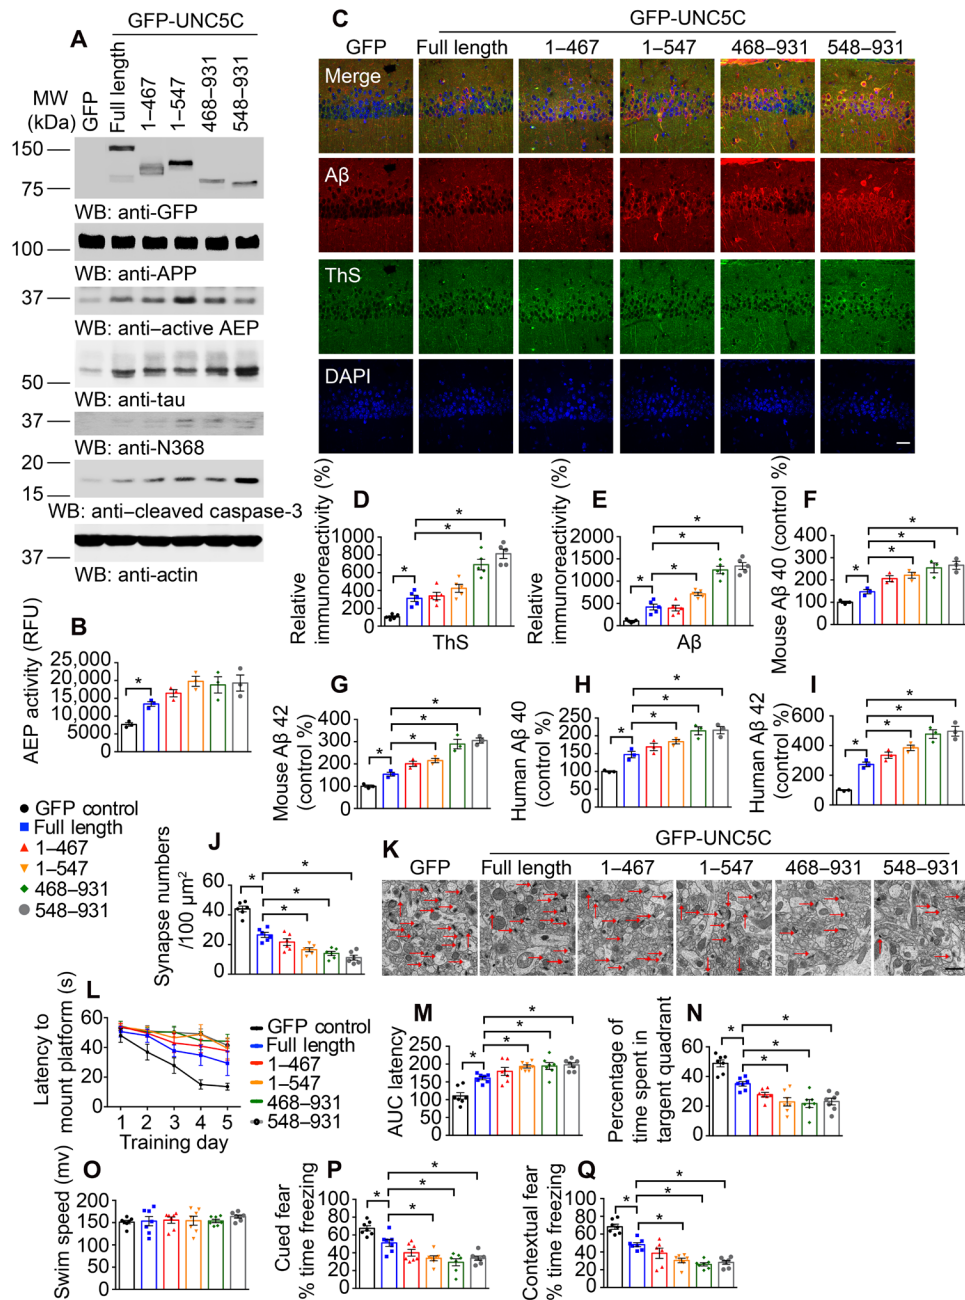 A
GFP-UNC5C
MW
(kDa)
GFP
Full length
1–467
1–547
468–931
548–931
150
75
WB: anti-GFP
100
WB: anti-APP
37
WB: anti–active AEP
50
WB: anti-tau
37
WB: anti-N368
20
15
WB: anti–cleaved caspase-3
37
WB: anti-actin
B
AEP activity (RFU)
25,000
20,000
15,000
10,000
5000
0
*
GFP control
Full length
1–467
1–547
468–931
548–931
C
GFP-UNC5C
GFP
Full length
1–467
1–547
468–931
548–931
Merge
Aβ
ThS
DAPI
D
Relative
immunoreactivity (%)
1000
800
600
400
200
0
*
*
*
ThS
E
Relative
immunoreactivity (%)
2000
1500
1000
500
0
*
*
*
*
Aβ
F
Mouse Aβ 40 (control %)
400
300
200
100
0
*
*
*
*
G
Mouse Aβ 42
(control %)
400
300
200
100
0
*
*
*
*
H
Human Aβ 40
(control %)
300
250
200
150
100
50
0
*
*
*
*
I
Human Aβ 42
(control %)
600
400
200
0
*
*
*
*
J
Synapse numbers
/100 μm²
60
40
20
0
*
*
*
*
K
GFP-UNC5C
GFP
Full length
1–467
1–547
468–931
548–931
L
Latency to
mount platform (s)
60
40
20
0
1 2 3 4 5
Training day
GFP control
Full length
1–467
1–547
468–931
548–931
M
AUC latency
250
200
150
100
50
0
*
*
*
*
N
Percentage of
time spent in
targent quadrant
80
60
40
20
0
*
*
*
*
O
Swim speed (mv)
200
150
100
50
0
P
Cued fear
% time freezing
100
80
60
40
20
0
*
*
*
*
Q
Contextual fear
% time freezing
100
80
60
40
20
0
*
*
*
*